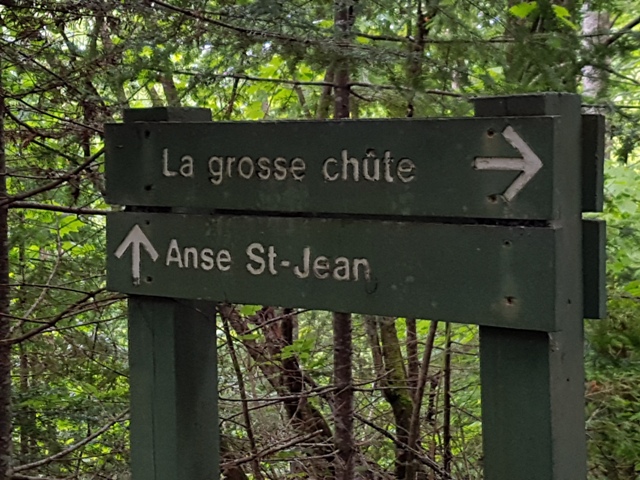 La grosse chûte →
↑ Anse St-Jean